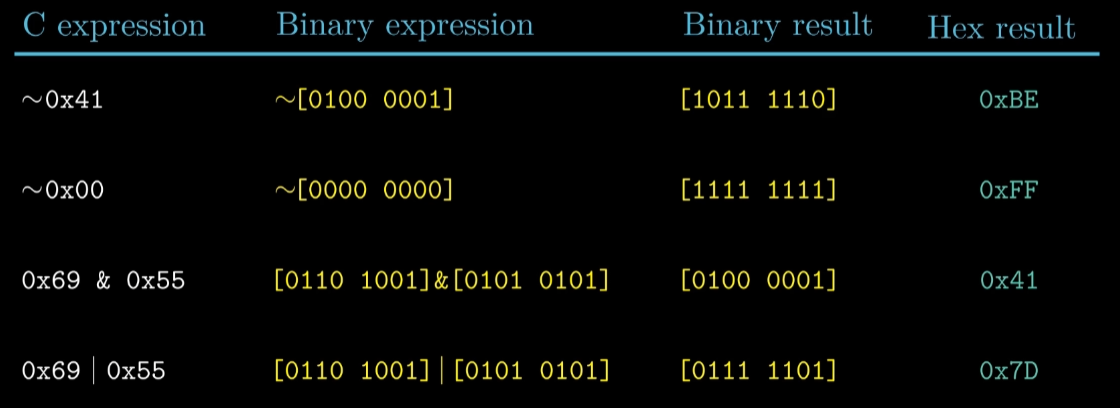 C expression Binary expression Binary result Hex result
~0x41 ~[0100 0001] [1011 1110] 0xBE
~0x00 ~[0000 0000] [1111 1111] 0xFF
0x69 & 0x55 [0110 1001]&[0101 0101] [0100 0001] 0x41
0x69 | 0x55 [0110 1001]|[0101 0101] [0111 1101] 0x7D